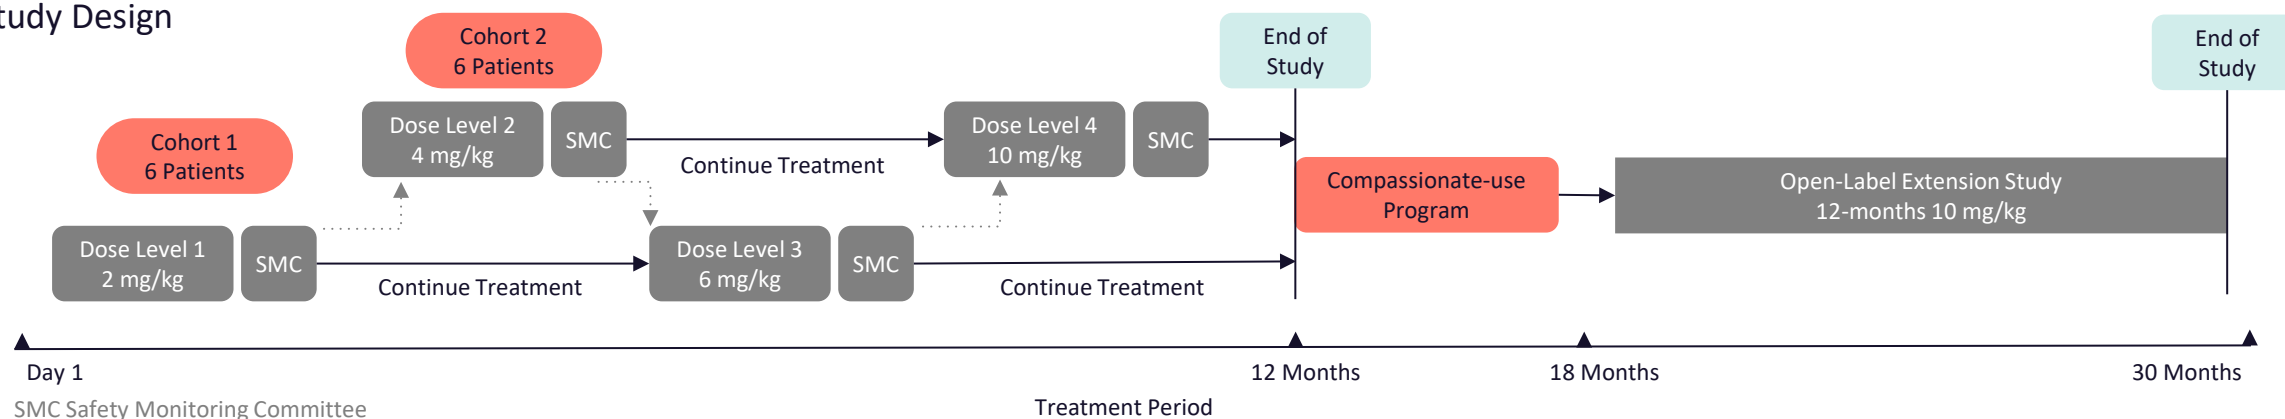 tudy Design
Cohort 1
6 Patients
Cohort 2
6 Patients
Dose Level 1
2 mg/kg
SMC
Continue Treatment
Dose Level 2
4 mg/kg
SMC
Continue Treatment
Dose Level 3
6 mg/kg
SMC
Continue Treatment
Dose Level 4
10 mg/kg
SMC
End of
Study
Compassionate-use
Program
Open-Label Extension Study
12-months 10 mg/kg
End of
Study
Day 1
12 Months
18 Months
30 Months
Treatment Period
SMC Safety Monitoring Committee